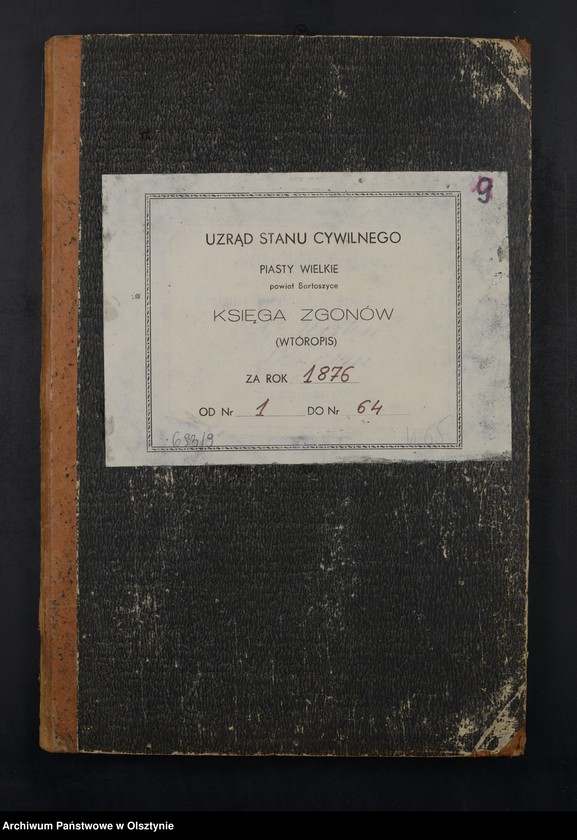 9
UZRĄD STANU CYWILNEGO
PIASTY WIELKIE
powiat Bartoszyce
KSIĘGA ZGONÓW
(WTÓROPIS)
ZA ROK 1876
OD Nr 1 DO Nr 64
Archiwum Państwowe w Olsztynie